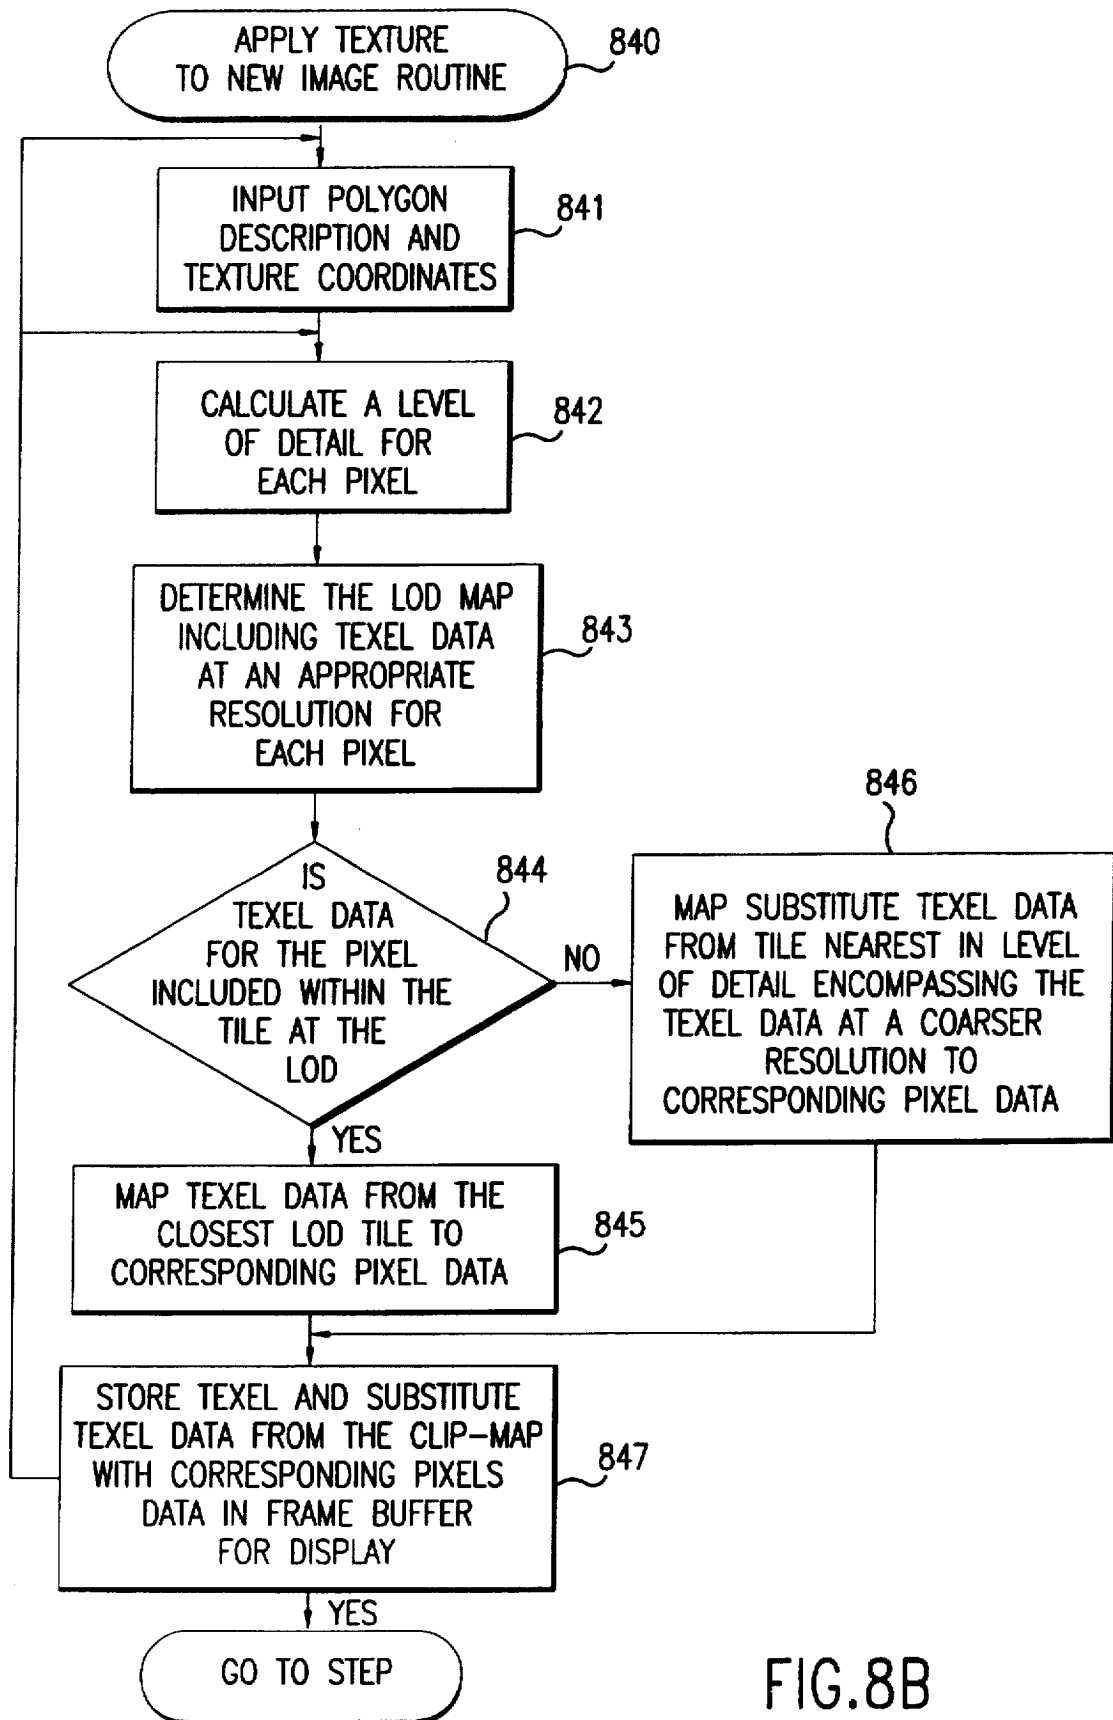 APPLY TEXTURE
TO NEW IMAGE ROUTINE
840
INPUT POLYGON
DESCRIPTION AND
TEXTURE COORDINATES
841
CALCULATE A LEVEL
OF DETAIL FOR
EACH PIXEL
842
DETERMINE THE LOD MAP
INCLUDING TEXEL DATA
AT AN APPROPRIATE
RESOLUTION FOR
EACH PIXEL
843
IS
TEXEL DATA
FOR THE PIXEL
INCLUDED WITHIN THE
TILE AT THE
LOD
844
NO
846
MAP SUBSTITUTE TEXEL DATA
FROM TILE NEAREST IN LEVEL
OF DETAIL ENCOMPASSING THE
TEXEL DATA AT A COARSER
RESOLUTION TO
CORRESPONDING PIXEL DATA
YES
MAP TEXEL DATA FROM THE
CLOSEST LOD TILE TO
CORRESPONDING PIXEL DATA
845
STORE TEXEL AND SUBSTITUTE
TEXEL DATA FROM THE CLIP-MAP
WITH CORRESPONDING PIXELS
DATA IN FRAME BUFFER
FOR DISPLAY
847
YES
GO TO STEP
FIG.8B